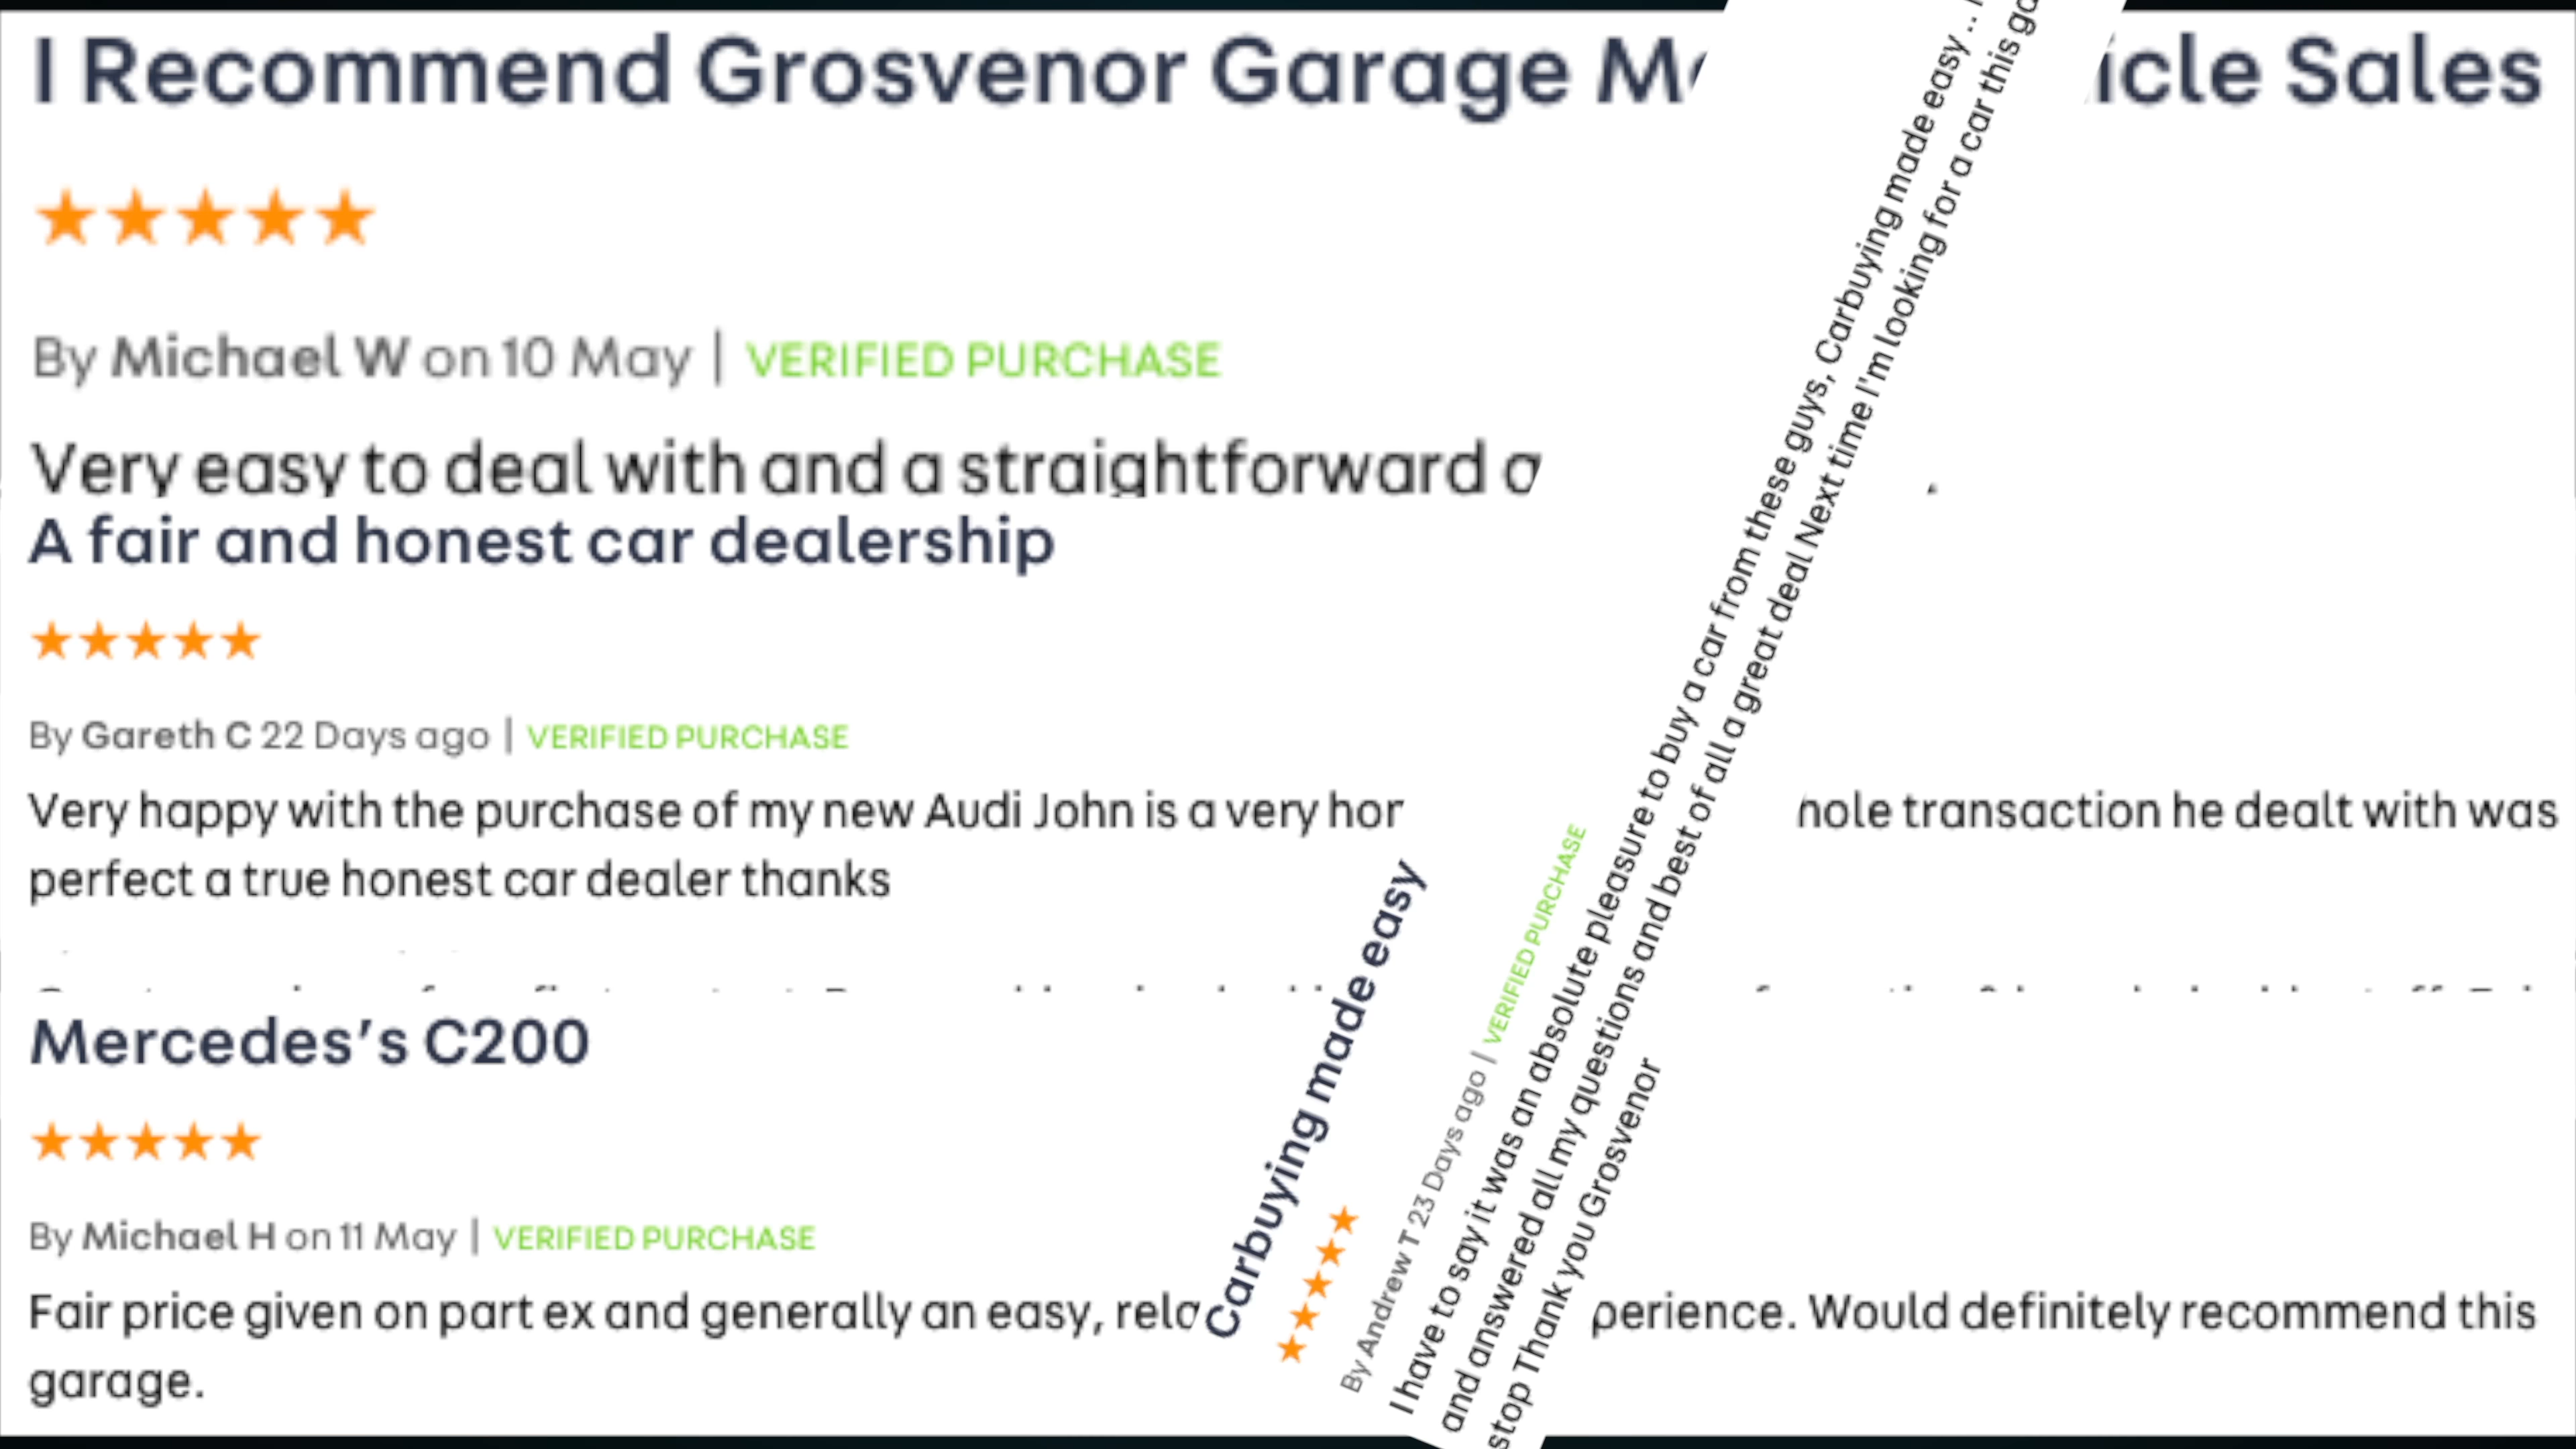 I Recommend Grosvenor Garage Sales
By Michael W on 10 May | VERIFIED PURCHASE
Very easy to deal with and a straightforward
A fair and honest car dealership
By Gareth C 22 Days ago | VERIFIED PURCHASE
Very happy with the purchase of my new Audi John is a very transaction he dealt with was
perfect a true honest car dealer thanks
Mercedes’s C200
By Michael H on 11 May | VERIFIED PURCHASE
Fair price given on part ex and generally an easy, Would definitely recommend this
garage.
Carbuying made easy
By Andrew T 23 Days ago | VERIFIED PURCHASE
I have to say it was an absolute pleasure to buy a car from these guys, Carbuying made easy ..
and answered all my questions and best of all a great deal Next time I'm looking for a car this
stop Thank you Grosvenor